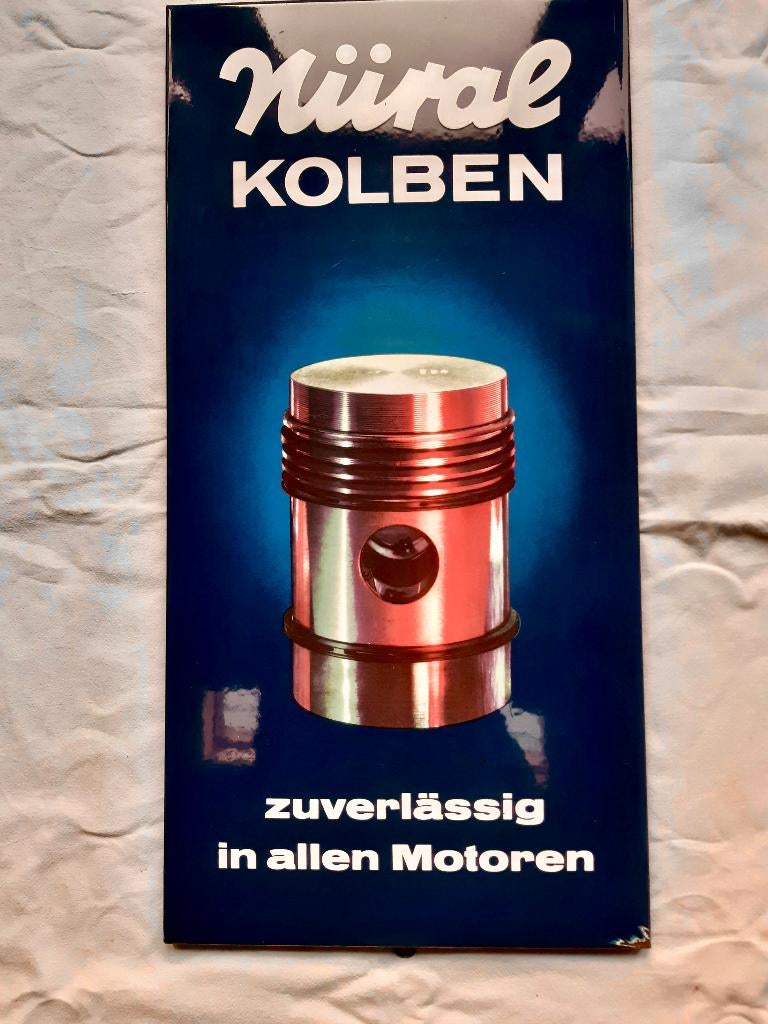 Nüral
KOLBEN
zuverlässig
in allen Motoren